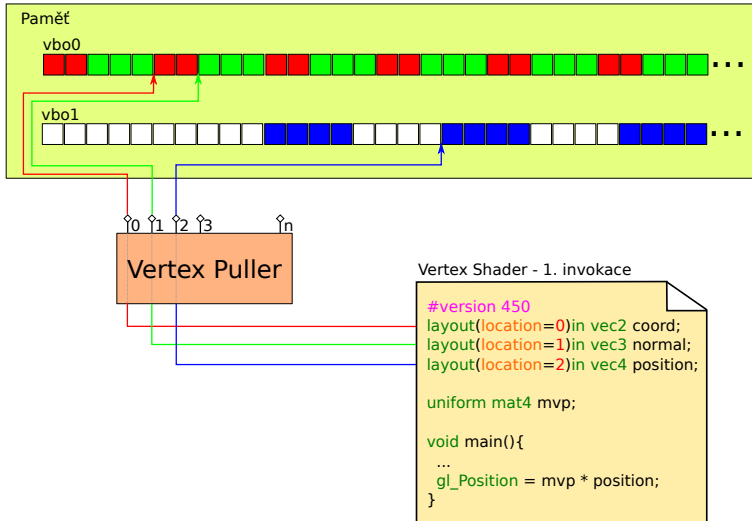 Paměť
vbo0
...
vbo1
...
0 1 2 3 n
Vertex Puller
Vertex Shader - 1. invokace
#version 450
layout(location=0)in vec2 coord;
layout(location=1)in vec3 normal;
layout(location=2)in vec4 position;
uniform mat4 mvp;
void main(){
...
gl_Position = mvp * position;
}